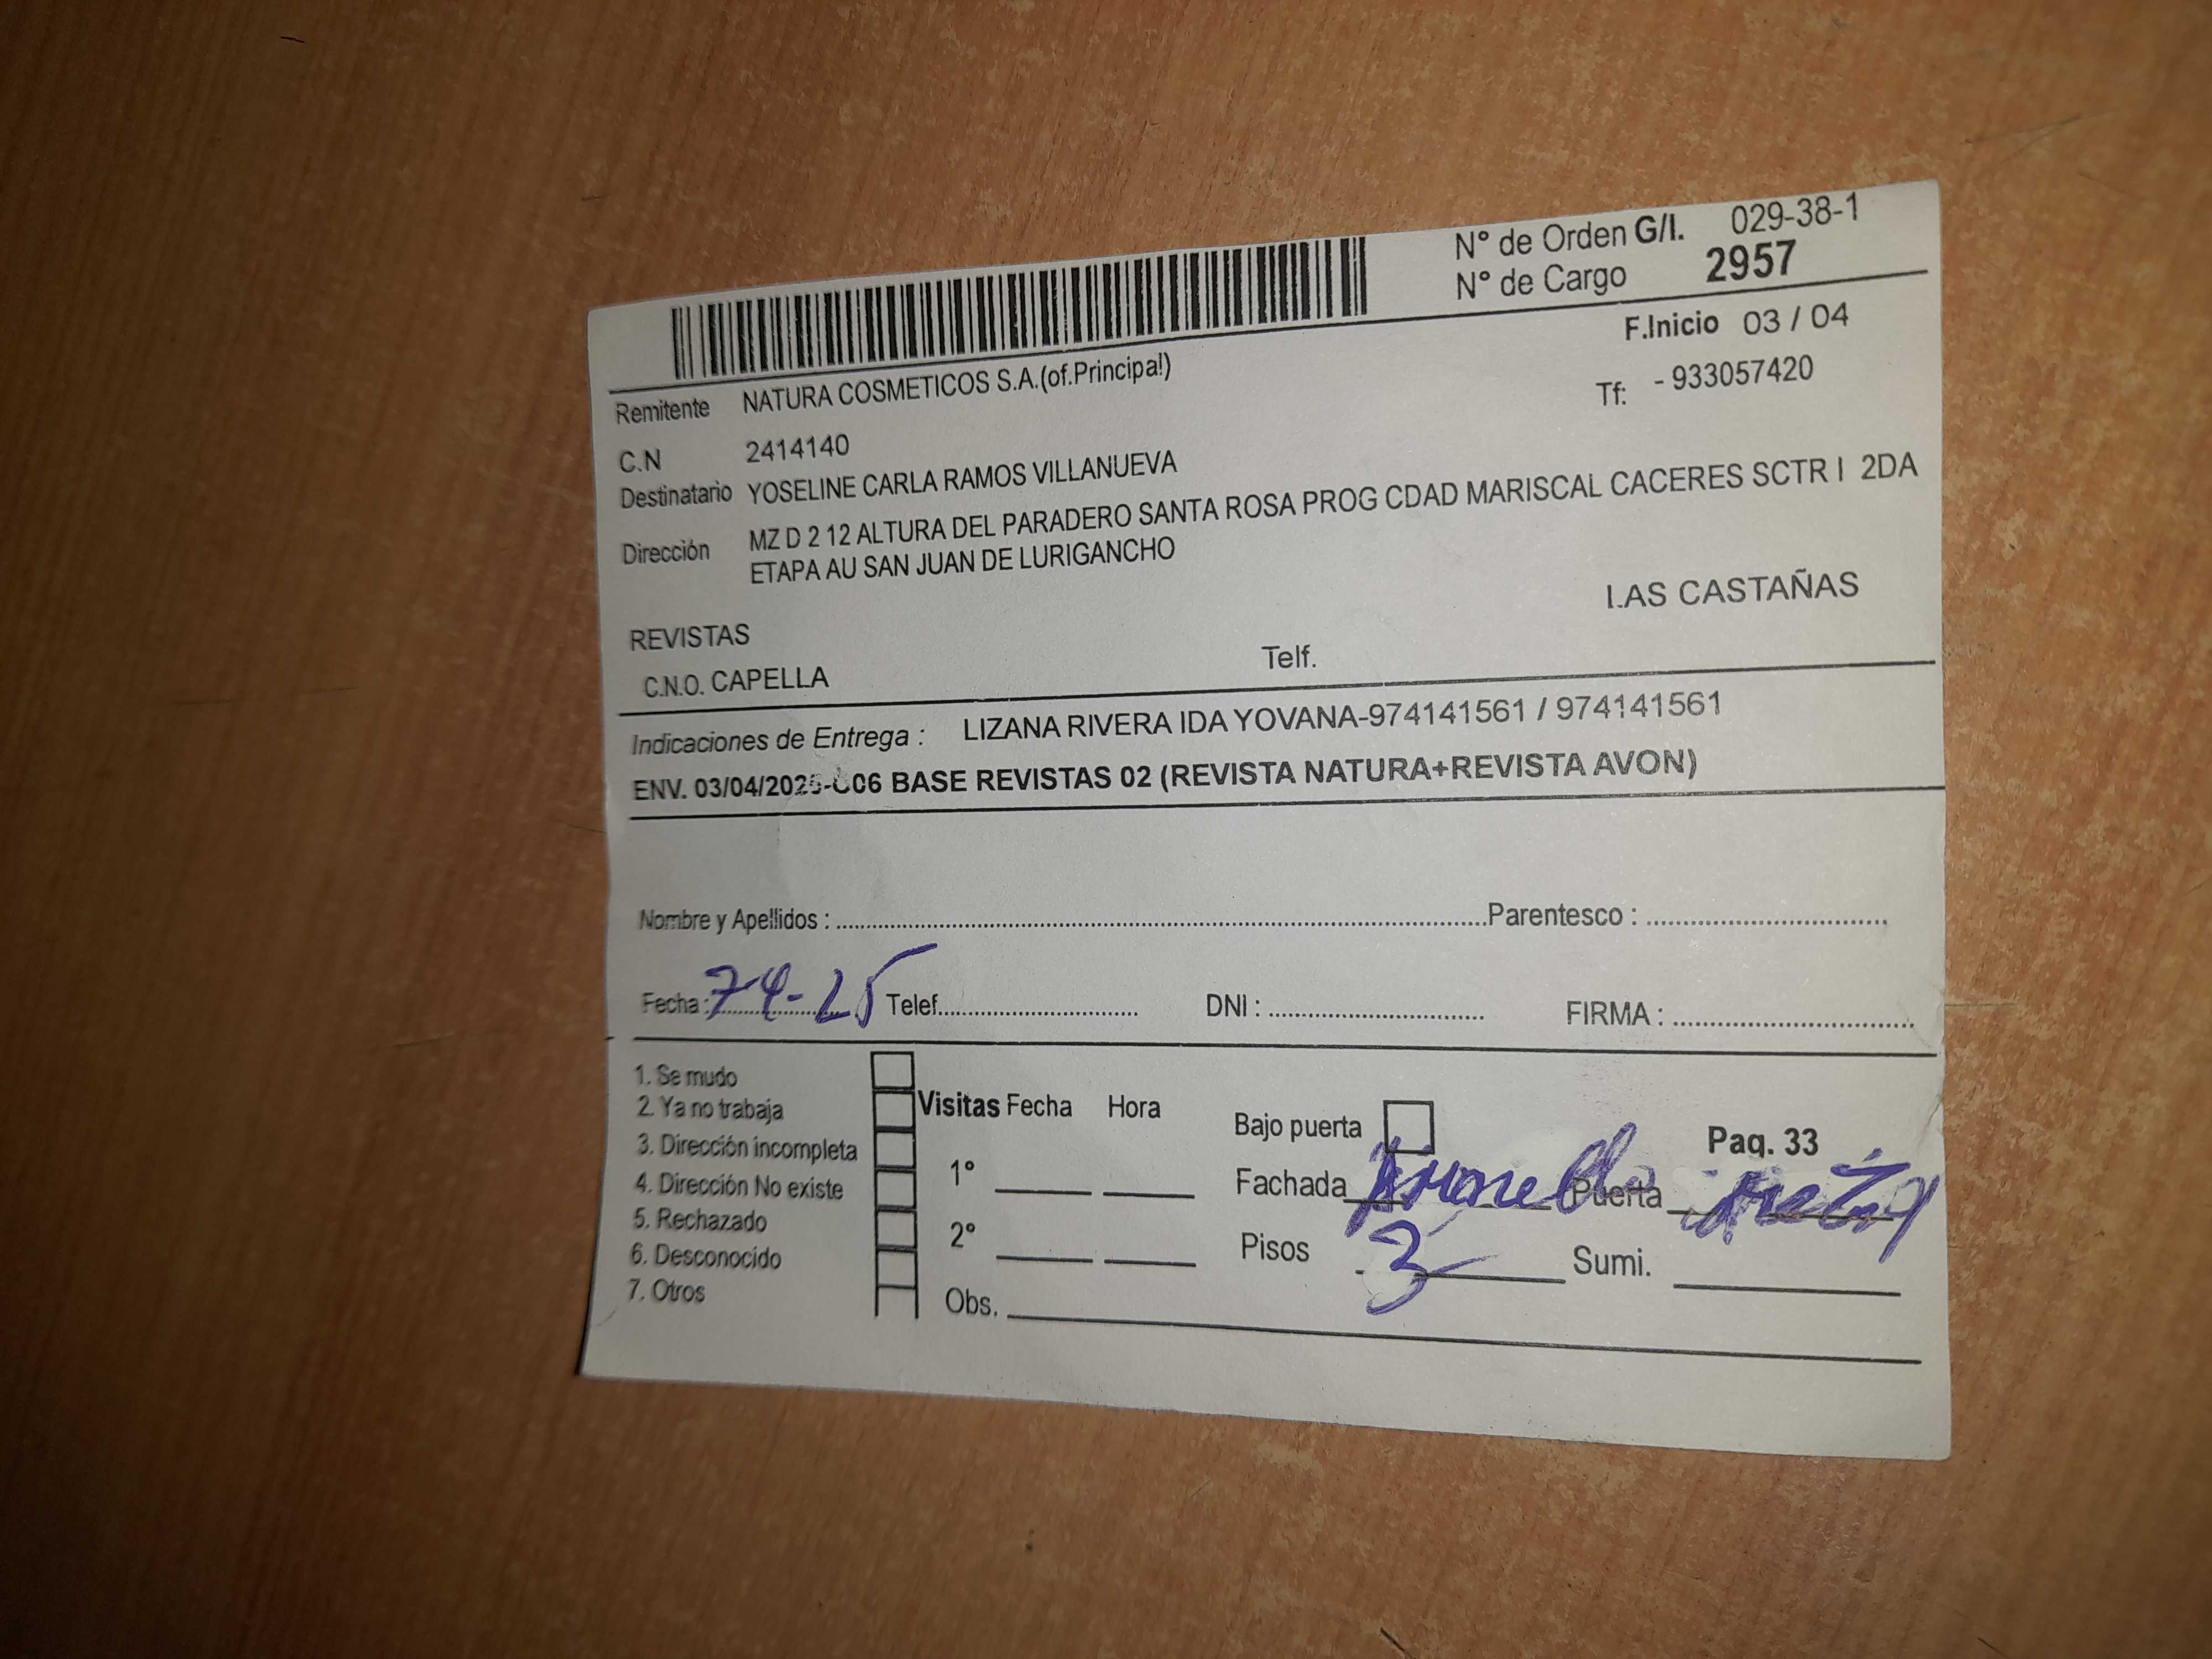 N° de Orden G/I. 029-38-1
N° de Cargo 2957
F.Inicio 03 / 04
Remitente NATURA COSMETICOS S.A.(of.Principal)
Tf: - 933057420
C.N 2414140
Destinatario YOSELINE CARLA RAMOS VILLANUEVA
Dirección MZ D 2 12 ALTURA DEL PARADERO SANTA ROSA PROG CDAD MARISCAL CACERES SCTR I 2DA
ETAPA AU SAN JUAN DE LURIGANCHO
LAS CASTAÑAS
REVISTAS
C.N.O. CAPELLA Telf.
Indicaciones de Entrega : LIZANA RIVERA IDA YOVANA-974141561 / 974141561
ENV. 03/04/2025-C06 BASE REVISTAS 02 (REVISTA NATURA+REVISTA AVON)
Nombre y Apellidos : Parentesco :
Fecha : 7-4-25 Telef. DNI : FIRMA :
1. Se mudo
2. Ya no trabaja Visitas Fecha Hora
Bajo puerta Pag. 33
3. Dirección incompleta
4. Dirección No existe 1° Fachada Puerta
5. Rechazado
6. Desconocido 2° Pisos 3 Sumi.
7. Otros Obs.